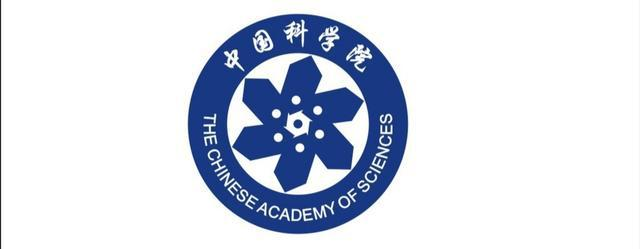 中国科学院
THE CHINESE ACADEMY OF SCIENCES